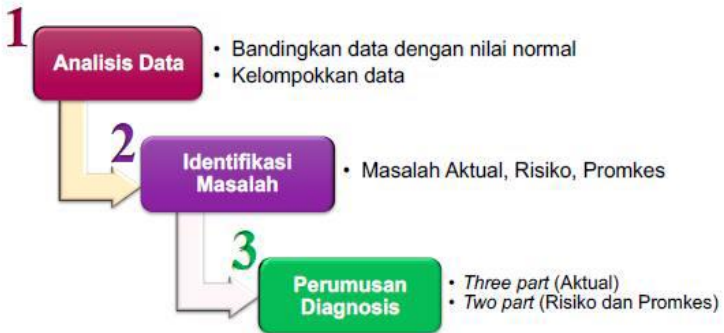 1
Analisis Data
• Bandingkan data dengan nilai normal
• Kelompokkan data
2
Identifikasi
Masalah
• Masalah Aktual, Risiko, Promkes
3
Perumusan
Diagnosis
• Three part (Aktual)
• Two part (Risiko dan Promkes)